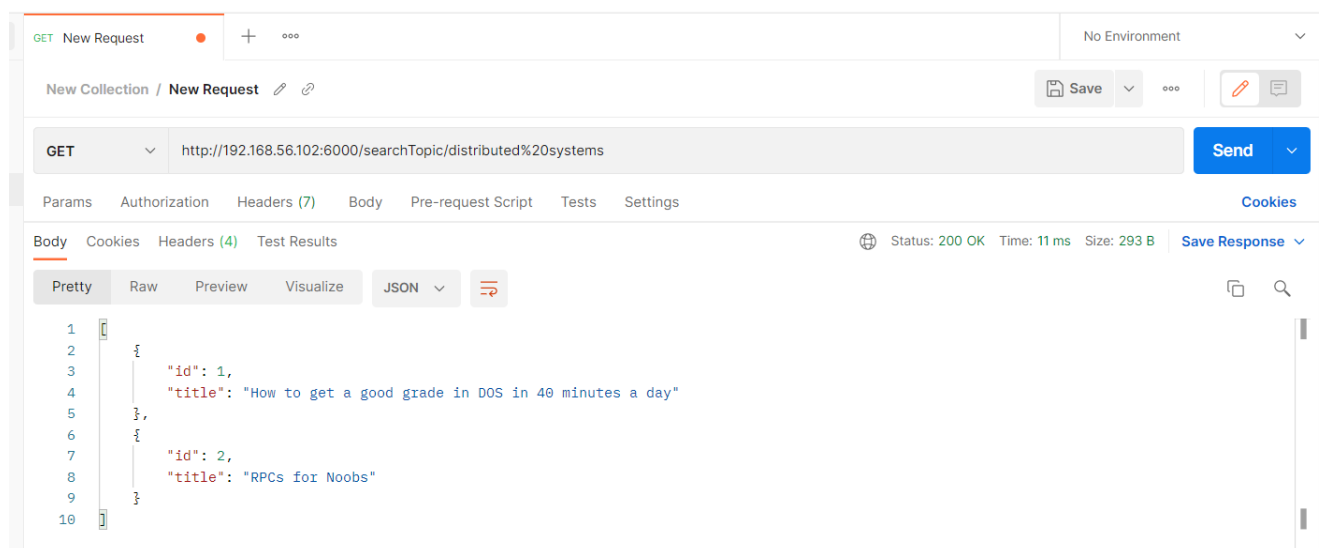 GET New Request No Environment
New Collection / New Request Save
GET http://192.168.56.102:6000/searchTopic/distributed%20systems Send
Params Authorization Headers (7) Body Pre-request Script Tests Settings Cookies
Body Cookies Headers (4) Test Results Status: 200 OK Time: 11 ms Size: 293 B Save Response
Pretty Raw Preview Visualize JSON
1 [
2 {
3 "id": 1,
4 "title": "How to get a good grade in DOS in 40 minutes a day"
5 },
6 {
7 "id": 2,
8 "title": "RPCs for Noobs"
9 }
10 ]